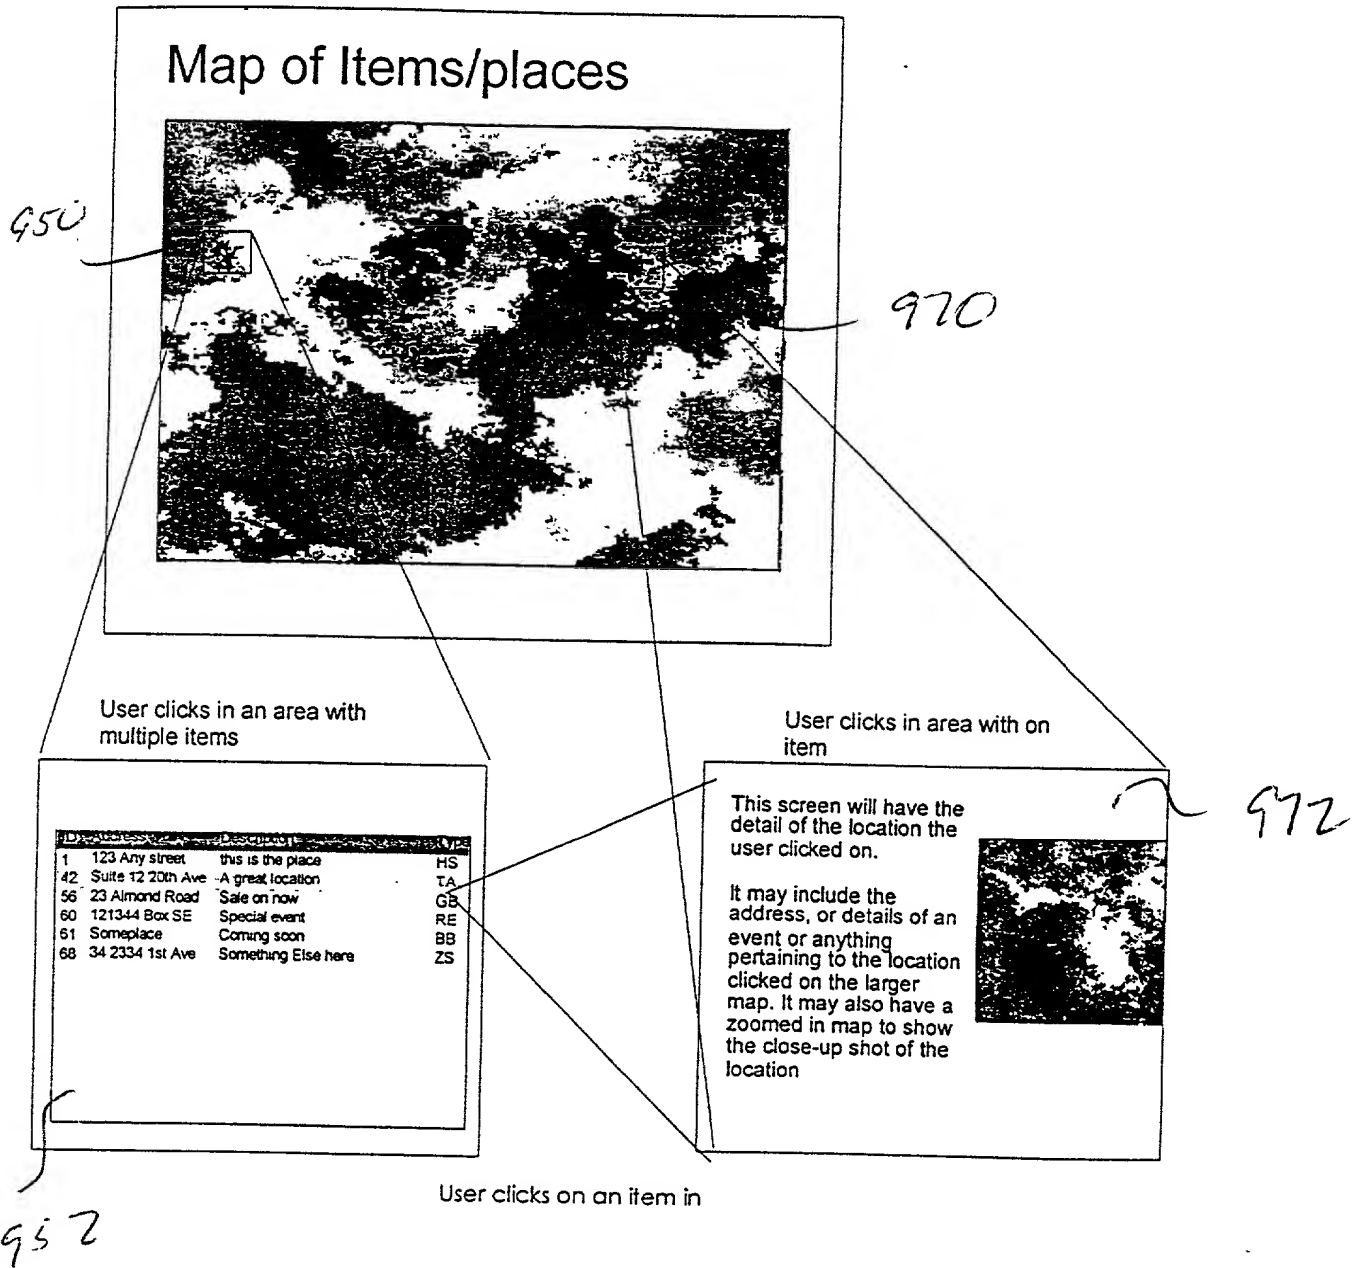 Map of Items/places
950
970
User clicks in an area with
multiple items
User clicks in area with on
item
ID Address Description Type
1 123 Any street this is the place HS
42 Suite 12 20th Ave A great location TA
56 23 Almond Road Sale on now GB
60 121344 Box SE Special event RE
61 Someplace Coming soon BB
68 34 2334 1st Ave Something Else here ZS
This screen will have the
detail of the location the
user clicked on.
It may include the
address, or details of an
event or anything
pertaining to the location
clicked on the larger
map. It may also have a
zoomed in map to show
the close-up shot of the
location
972
User clicks on an item in
952